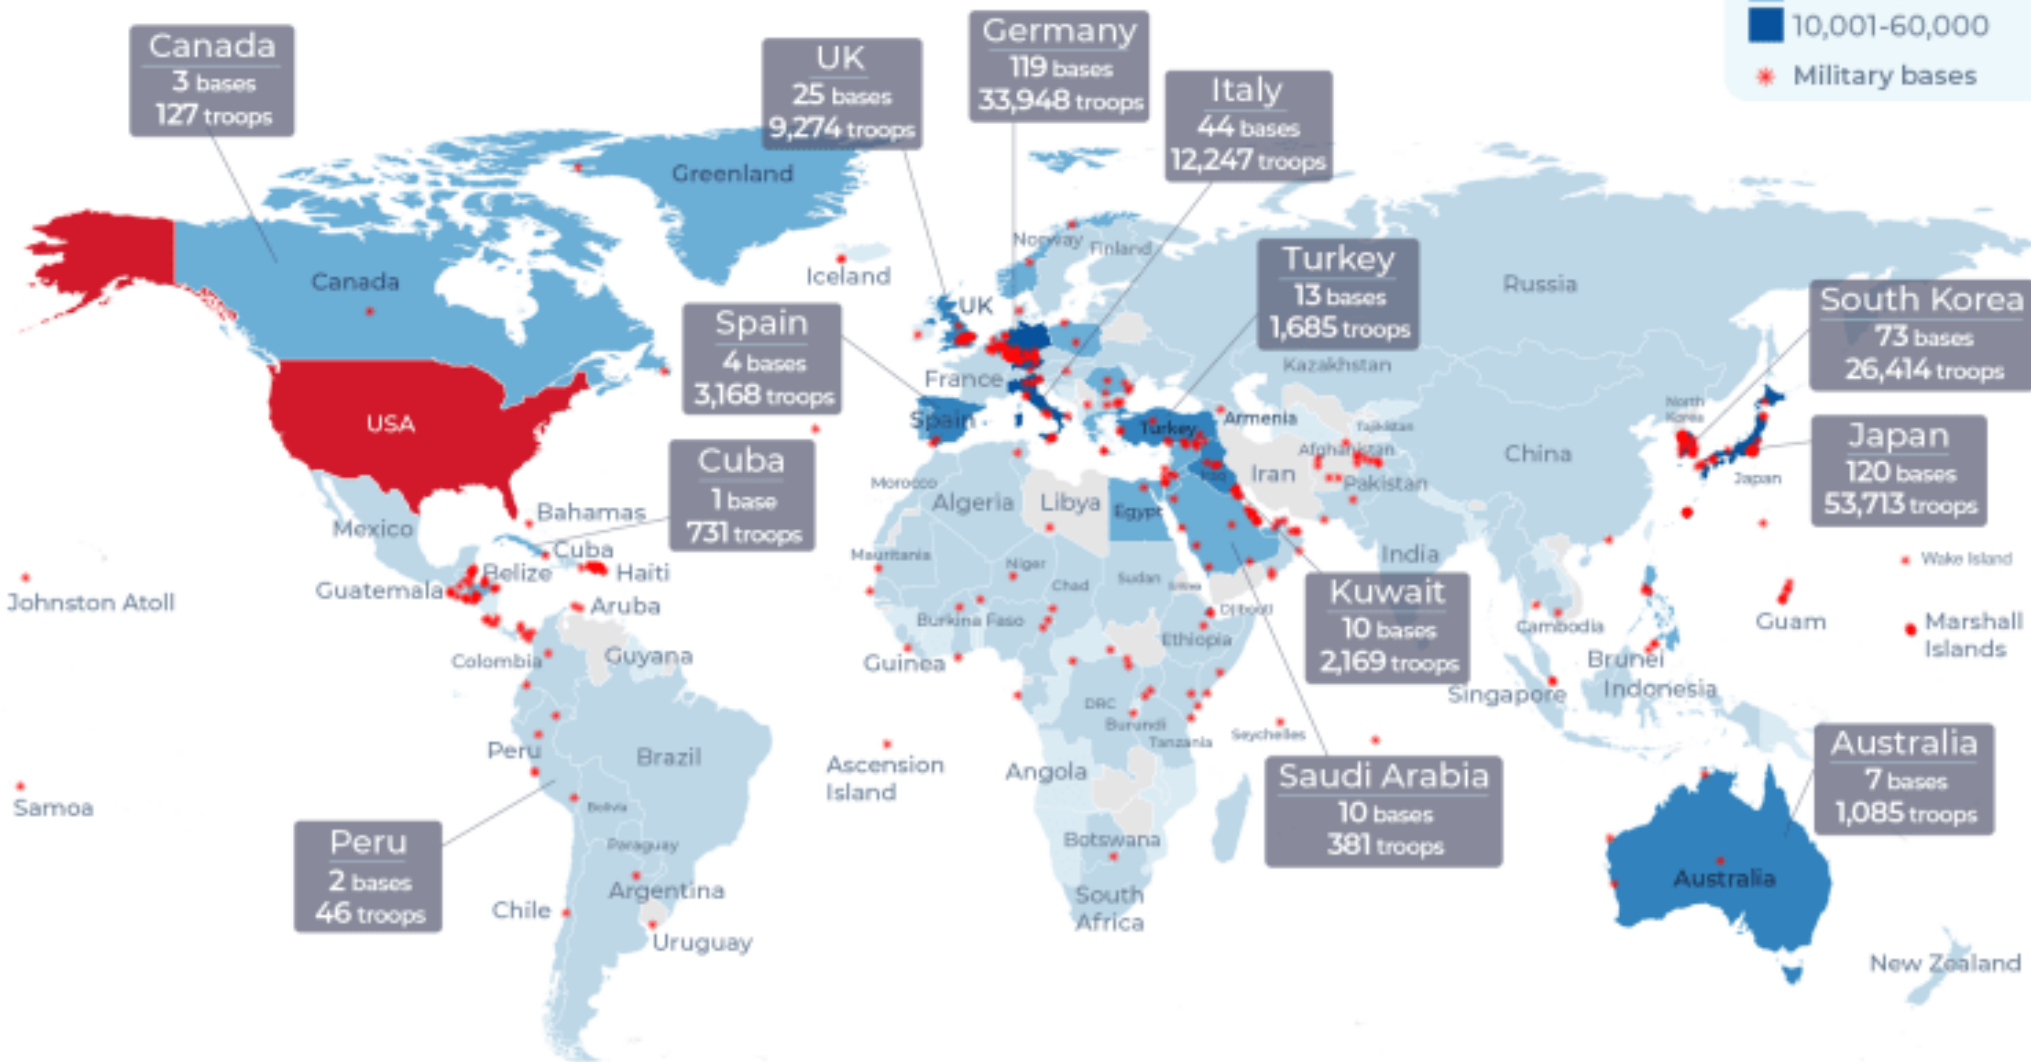 10,001-60,000
Military bases
Canada
3 bases
127 troops
UK
25 bases
9,274 troops
Germany
119 bases
33,948 troops
Italy
44 bases
12,247 troops
Greenland
Norway
Finland
Iceland
Russia
Canada
UK
Turkey
13 bases
1,685 troops
South Korea
73 bases
26,414 troops
Spain
4 bases
3,168 troops
Kazakhstan
France
USA
Spain
Turkey
Armenia
Tajikistan
North
Korea
Japan
120 bases
53,713 troops
Cuba
1 base
731 troops
Afghanistan
Iran
China
Pakistan
Japan
Morocco
Algeria
Libya
Egypt
Iraq
Mexico
Bahamas
Cuba
Belize
Haiti
Guatemala
Aruba
Mauritania
Niger
Chad
Sudan
India
Wake Island
Johnston Atoll
Kuwait
10 bases
2,169 troops
Djibouti
Burkina Faso
Ethiopia
Cambodia
Guam
Marshall
Islands
Colombia
Guyana
Guinea
Brunei
Singapore
Indonesia
DRC
Burundi
Tanzania
Seychelles
Peru
Brazil
Ascension
Island
Angola
Saudi Arabia
10 bases
381 troops
Australia
7 bases
1,085 troops
Samoa
Bolivia
Peru
2 bases
46 troops
Paraguay
Botswana
Argentina
Chile
South
Africa
Australia
Uruguay
New Zealand